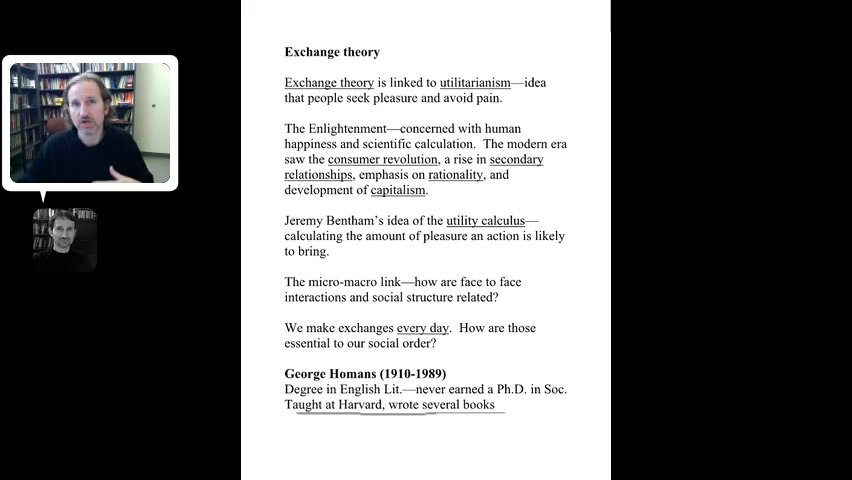 Exchange theory
Exchange theory is linked to utilitarianism—idea
that people seek pleasure and avoid pain.
The Enlightenment—concerned with human
happiness and scientific calculation.  The modern era
saw the consumer revolution, a rise in secondary
relationships, emphasis on rationality, and
development of capitalism.
Jeremy Bentham’s idea of the utility calculus—
calculating the amount of pleasure an action is likely
to bring.
The micro-macro link—how are face to face
interactions and social structure related?
We make exchanges every day.  How are those
essential to our social order?
George Homans (1910-1989)
Degree in English Lit.—never earned a Ph.D. in Soc.
Taught at Harvard, wrote several books